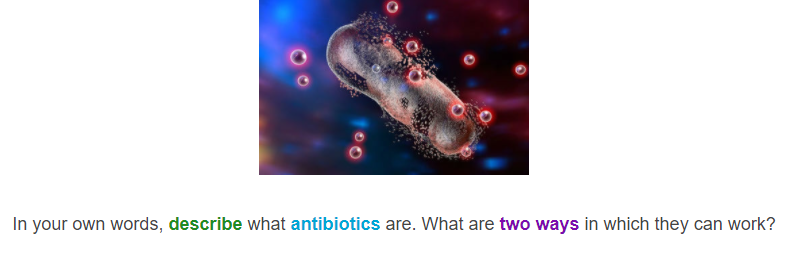 In your own words, describe what antibiotics are. What are two ways in which they can work?